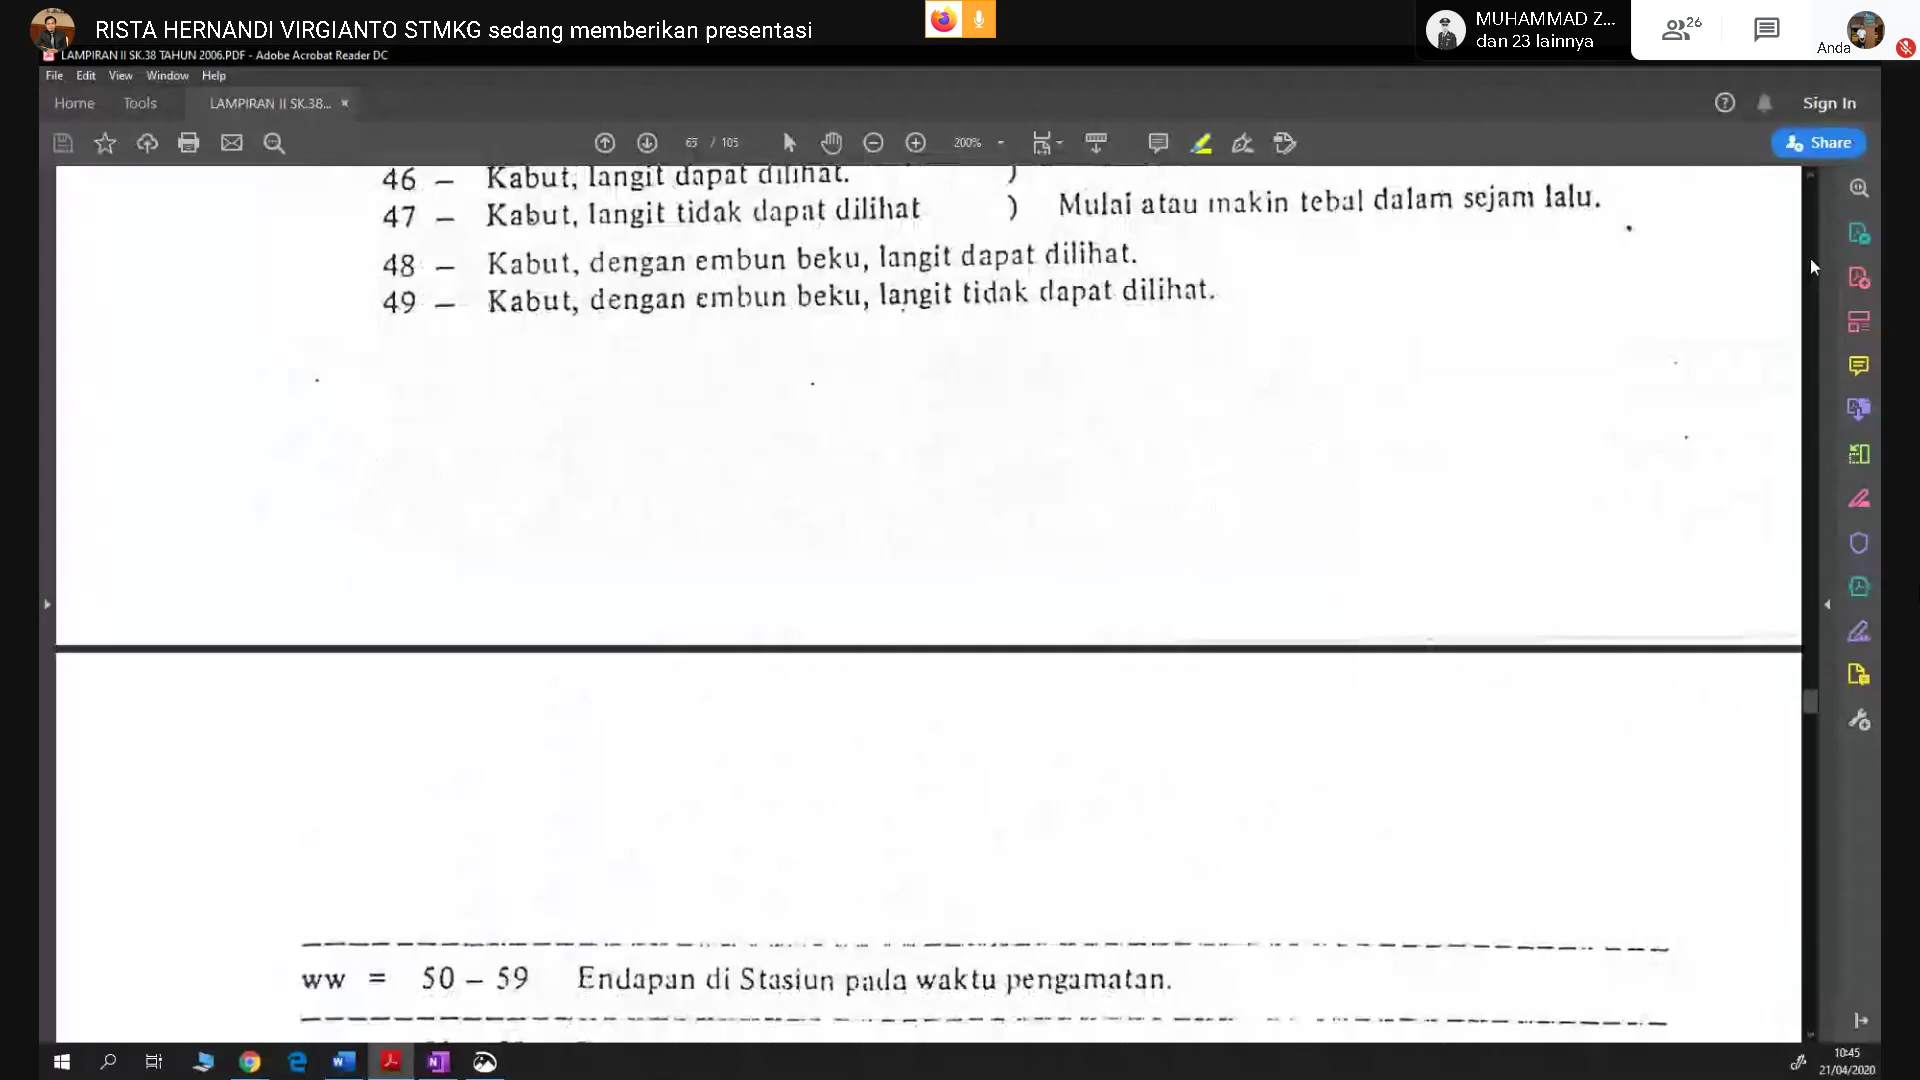 RISTA HERNANDI VIRGIANTO STMKG sedang memberikan presentasi
MUHAMMAD Z...
dan 23 lainnya
26
Anda
LAMPIRAN II SK.38 TAHUN 2006.PDF - Adobe Acrobat Reader DC
File Edit View Window Help
Home Tools LAMPIRAN II SK.38... × Sign In
65 / 105 200% Share
46 – Kabut, langit dapat dilihat. )
47 – Kabut, langit tidak dapat dilihat ) Mulai atau makin tebal dalam sejam lalu.
48 – Kabut, dengan embun beku, langit dapat dilihat.
49 – Kabut, dengan embun beku, langit tidak dapat dilihat.
ww = 50 – 59 Endapan di Stasiun pada waktu pengamatan.
10:45
21/04/2020